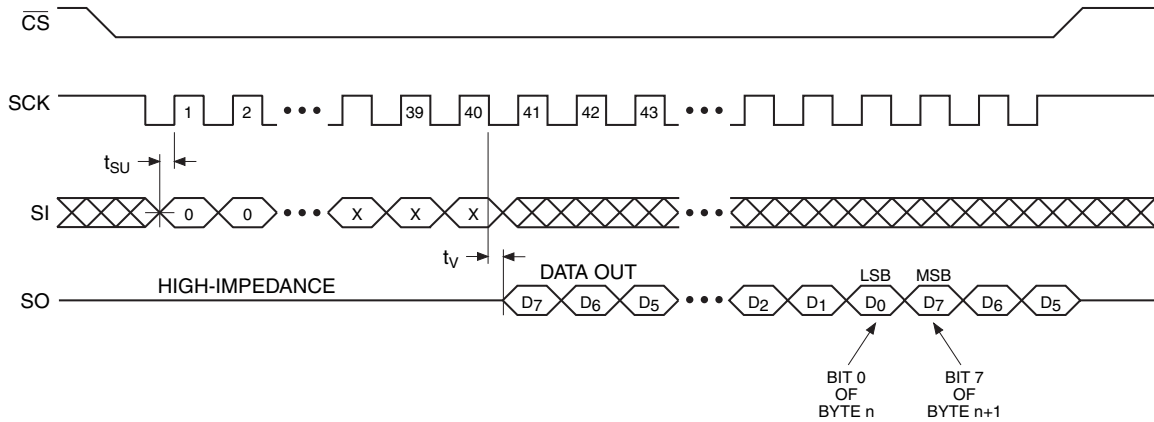 CS
SCK 1 2 ••• 39 40 41 42 43 •••
tSU
SI 0 0 ••• X X X •••
tV
HIGH-IMPEDANCE DATA OUT LSB MSB
SO D7 D6 D5 ••• D2 D1 D0 D7 D6 D5
BIT 0
OF
BYTE n
BIT 7
OF
BYTE n+1